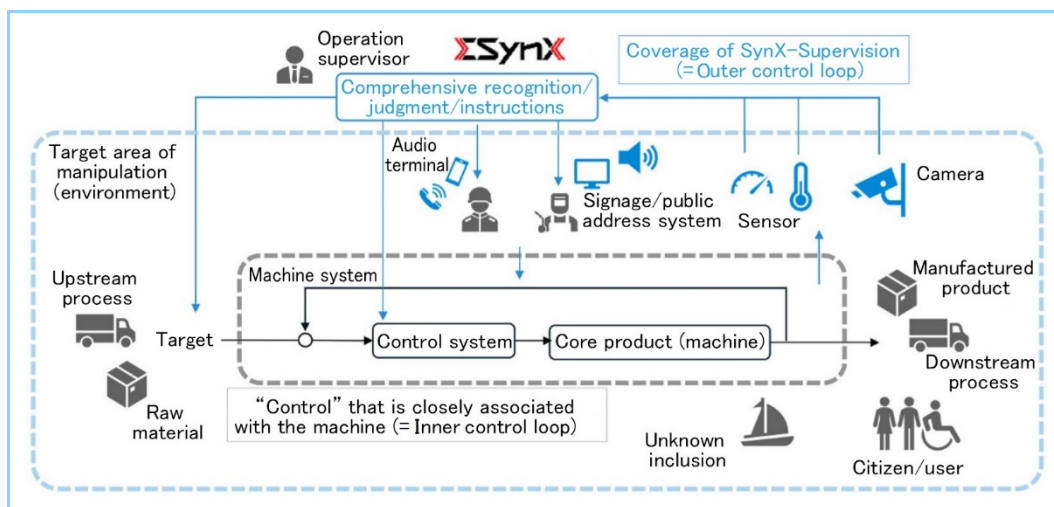 Operation
supervisor
ΣSynX
Coverage of SynX-Supervision
(=Outer control loop)
Comprehensive recognition/
judgment/instructions
Target area of
manipulation
(environment)
Audio
terminal
Signage/public
address system
Sensor
Camera
Machine system
Upstream
process
Target
Control system
Core product (machine)
Manufactured
product
Downstream
process
Raw
material
“Control” that is closely associated
with the machine (= Inner control loop)
Unknown
inclusion
Citizen/user